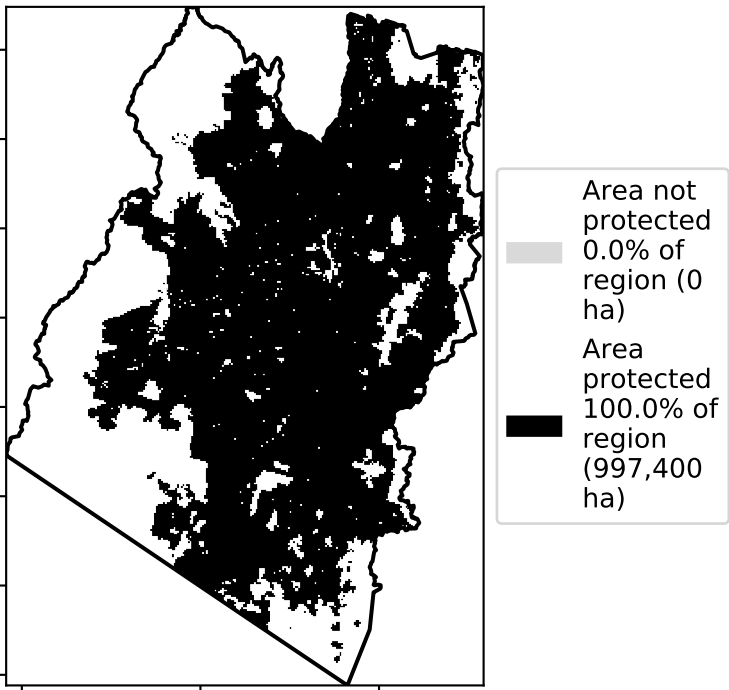 Area not
protected
0.0% of
region (0
ha)
Area
protected
100.0% of
region
(997,400
ha)